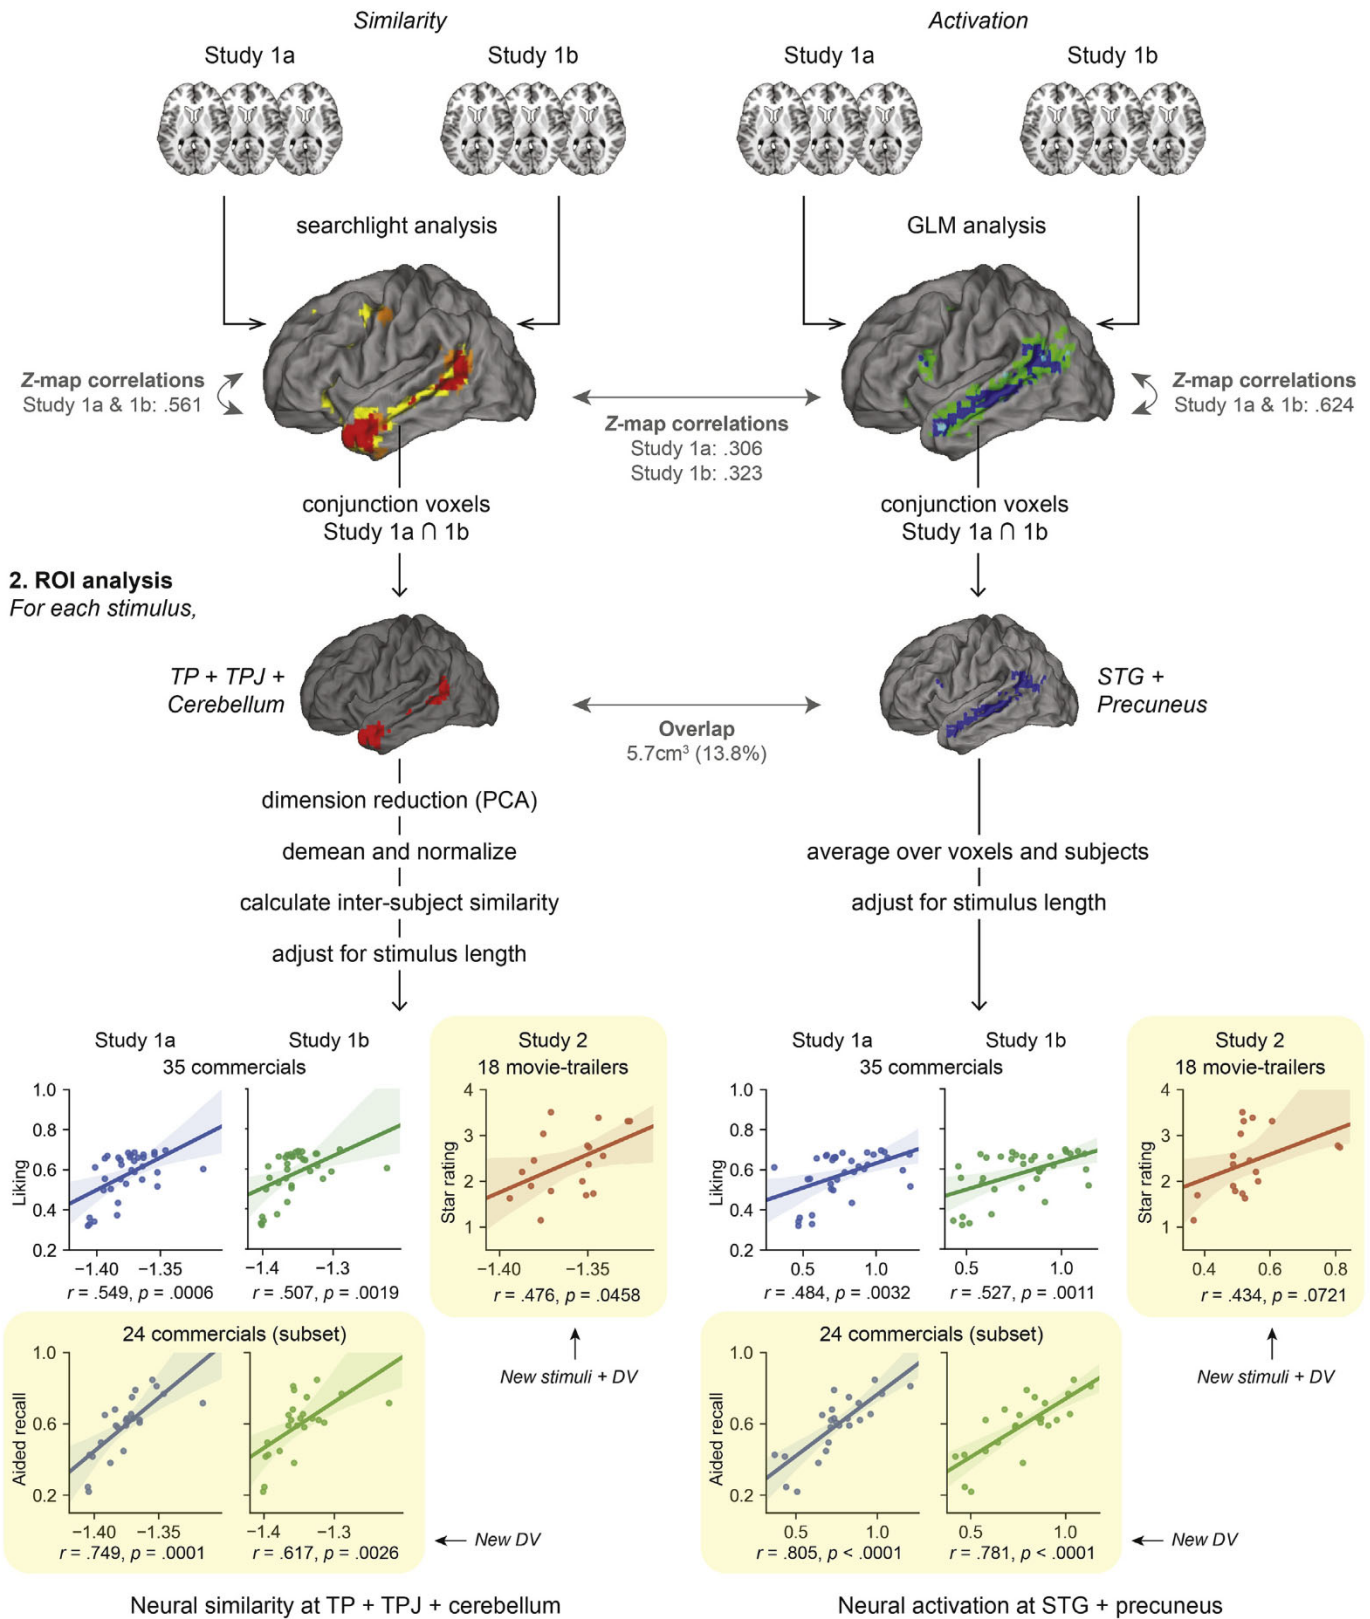 Similarity
Activation
Study 1a
Study 1b
Study 1a
Study 1b
searchlight analysis
GLM analysis
Z-map correlations
Study 1a & 1b: .561
Z-map correlations
Study 1a: .306
Study 1b: .323
Z-map correlations
Study 1a & 1b: .624
conjunction voxels
Study 1a ∩ 1b
conjunction voxels
Study 1a ∩ 1b
2. ROI analysis
For each stimulus,
TP + TPJ +
Cerebellum
Overlap
5.7cm³ (13.8%)
STG +
Precuneus
dimension reduction (PCA)
demean and normalize
calculate inter-subject similarity
adjust for stimulus length
average over voxels and subjects
adjust for stimulus length
Study 1a
Study 1b
35 commercials
Liking
1.0
0.8
0.6
0.4
0.2
−1.40
−1.35
r = .549, p = .0006
−1.4
−1.3
r = .507, p = .0019
Study 2
18 movie-trailers
Star rating
4
3
2
1
−1.40
−1.35
r = .476, p = .0458
New stimuli + DV
24 commercials (subset)
Aided recall
1.0
0.6
0.2
−1.40
−1.35
r = .749, p = .0001
−1.4
−1.3
r = .617, p = .0026
New DV
Neural similarity at TP + TPJ + cerebellum
Study 1a
Study 1b
35 commercials
Liking
1.0
0.8
0.6
0.4
0.2
0.5
1.0
r = .484, p = .0032
0.5
1.0
r = .527, p = .0011
Study 2
18 movie-trailers
Star rating
4
3
2
1
0.4
0.6
0.8
r = .434, p = .0721
New stimuli + DV
24 commercials (subset)
Aided recall
1.0
0.6
0.2
0.5
1.0
r = .805, p < .0001
0.5
1.0
r = .781, p < .0001
New DV
Neural activation at STG + precuneus